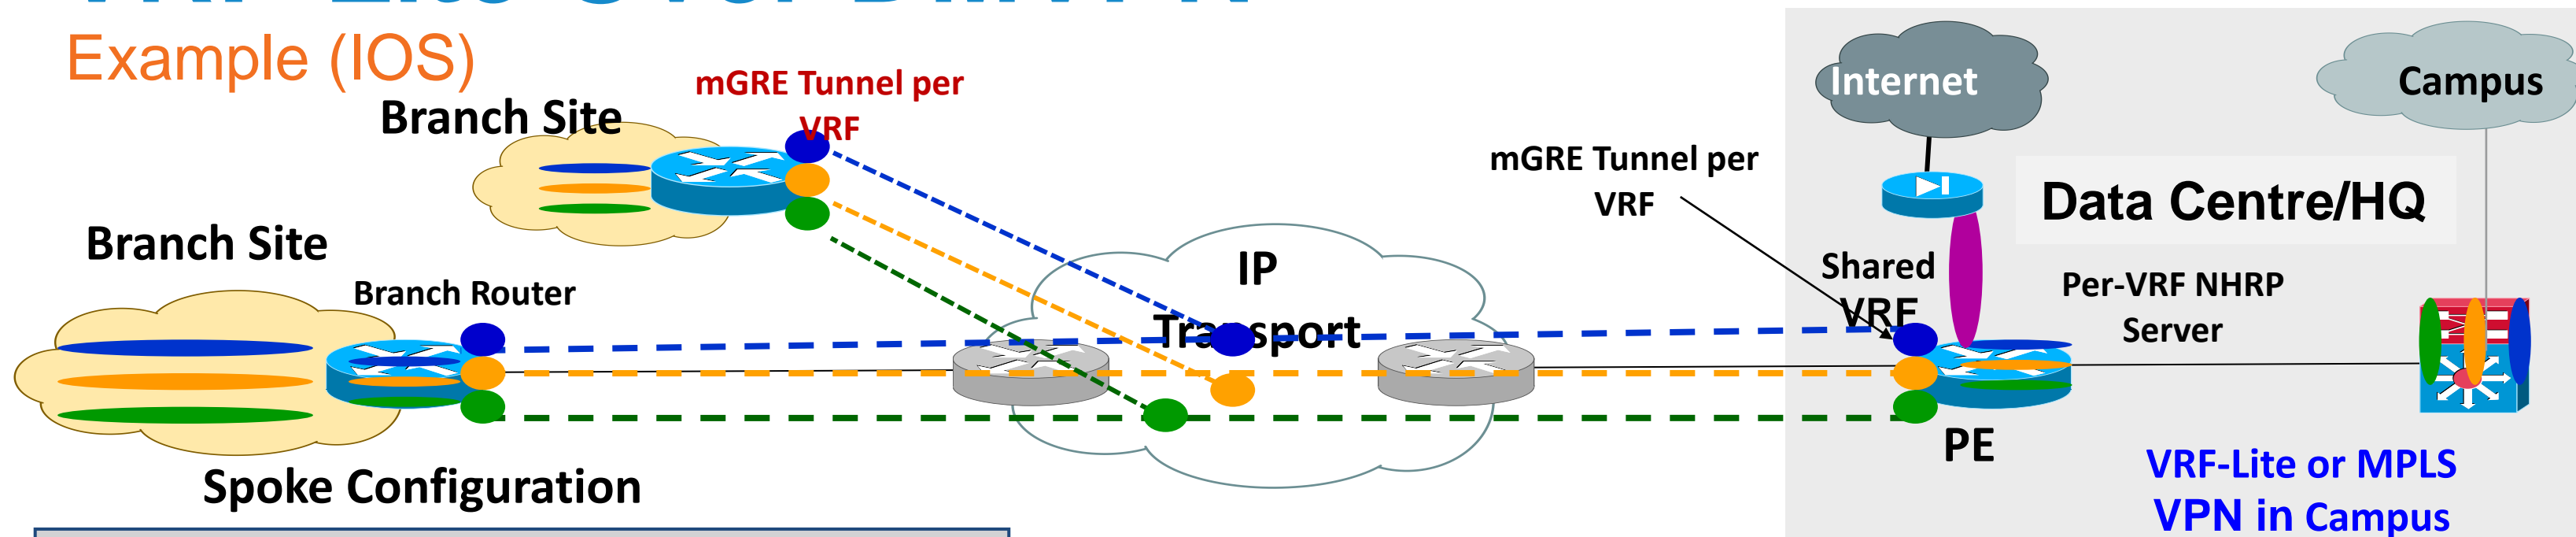 Example (IOS)
mGRE Tunnel per
VRF
Branch Site
Branch Site
Branch Router
Spoke Configuration
IP
Transport
mGRE Tunnel per
VRF
Internet
Campus
Data Centre/HQ
Shared
VRF
Per-VRF NHRP
Server
PE
VRF-Lite or MPLS
VPN in Campus